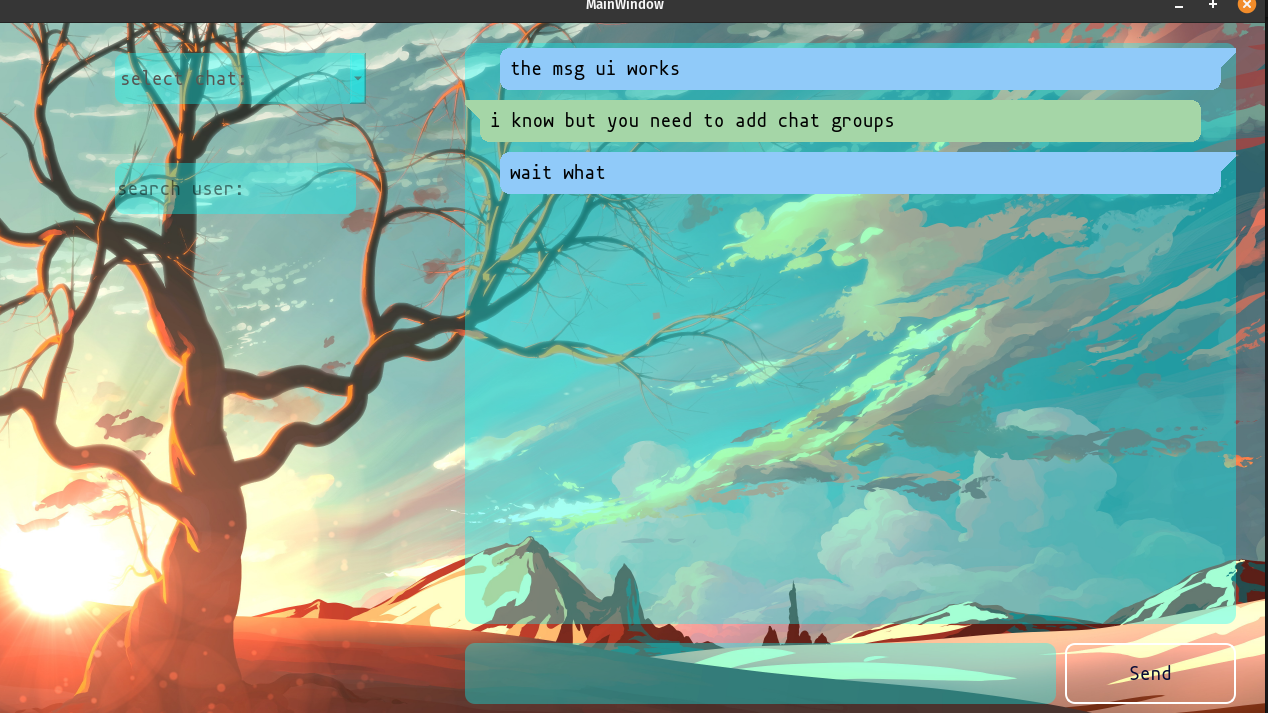 MainWindow
select chat:
search user:
the msg ui works
i know but you need to add chat groups
wait what
Send